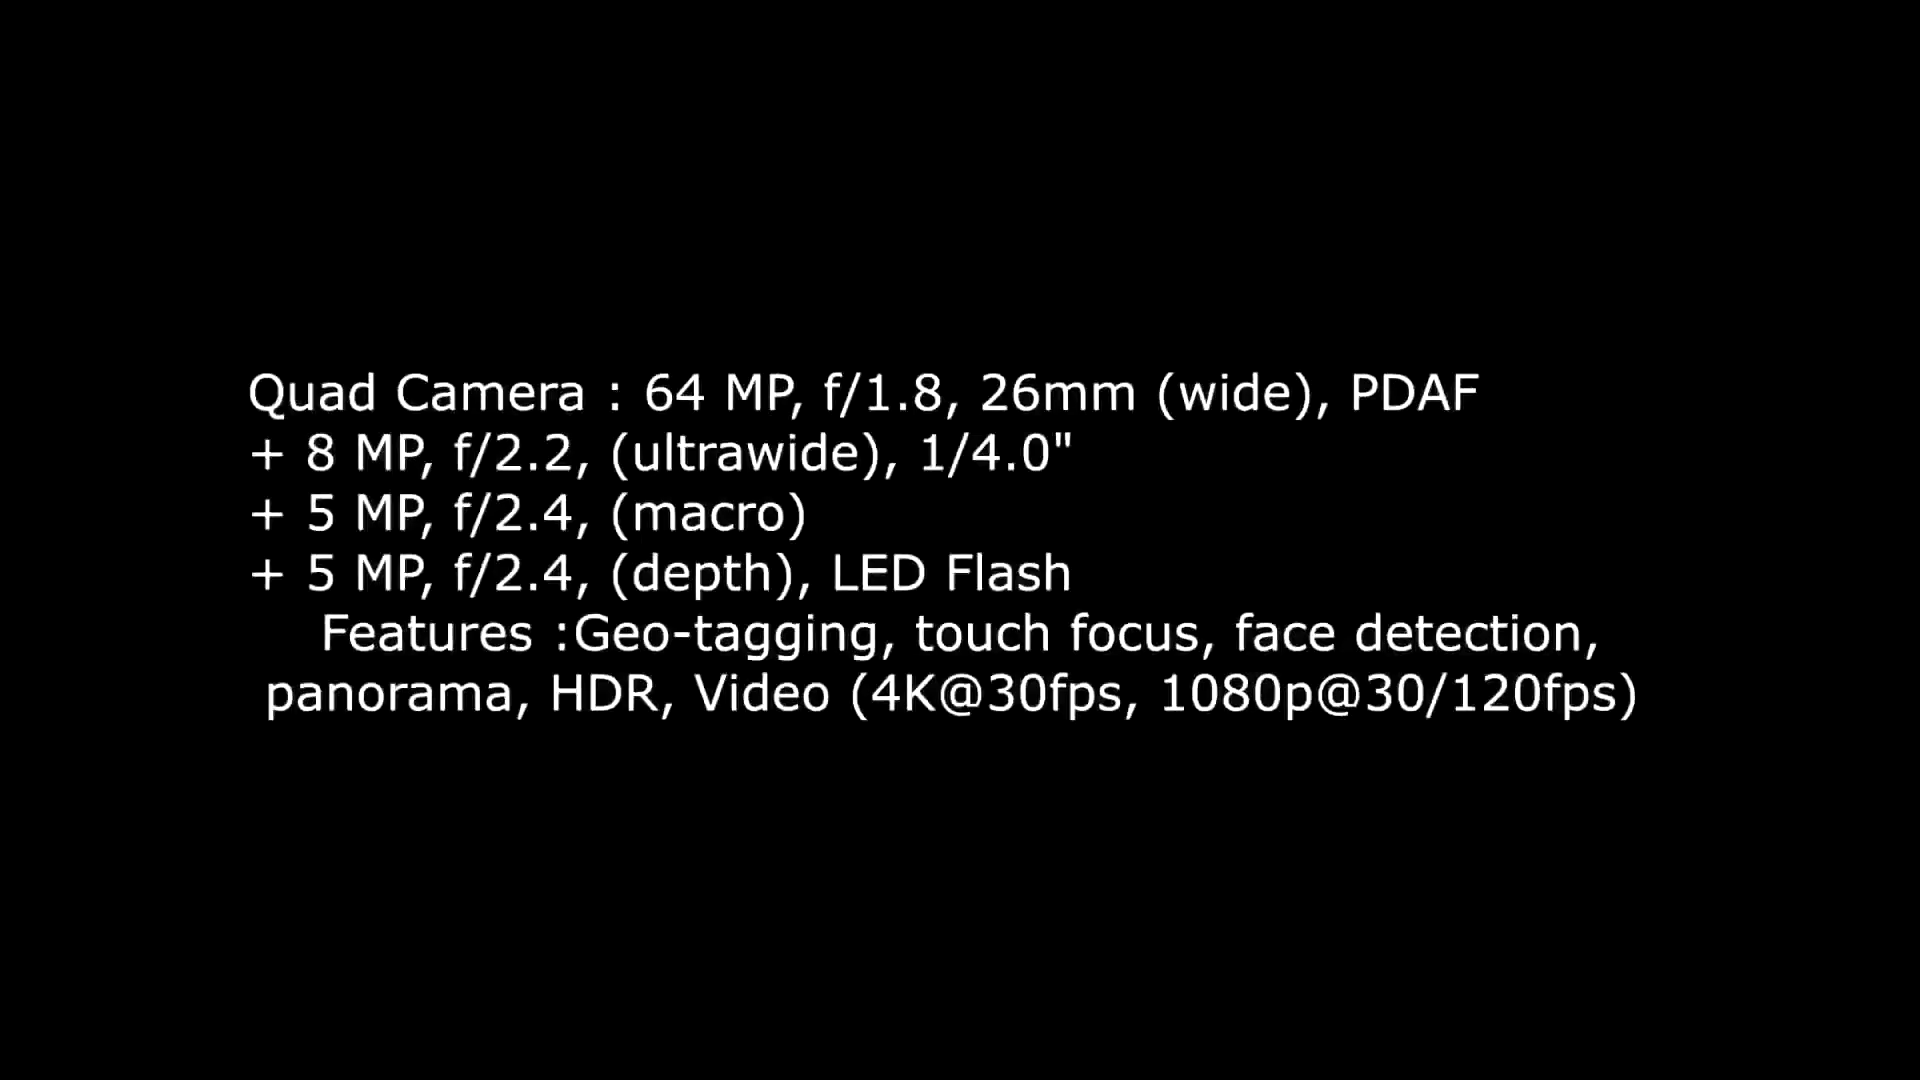 Quad Camera : 64 MP, f/1.8, 26mm (wide), PDAF
+ 8 MP, f/2.2, (ultrawide), 1/4.0"
+ 5 MP, f/2.4, (macro)
+ 5 MP, f/2.4, (depth), LED Flash
Features :Geo-tagging, touch focus, face detection,
panorama, HDR, Video (4K@30fps, 1080p@30/120fps)